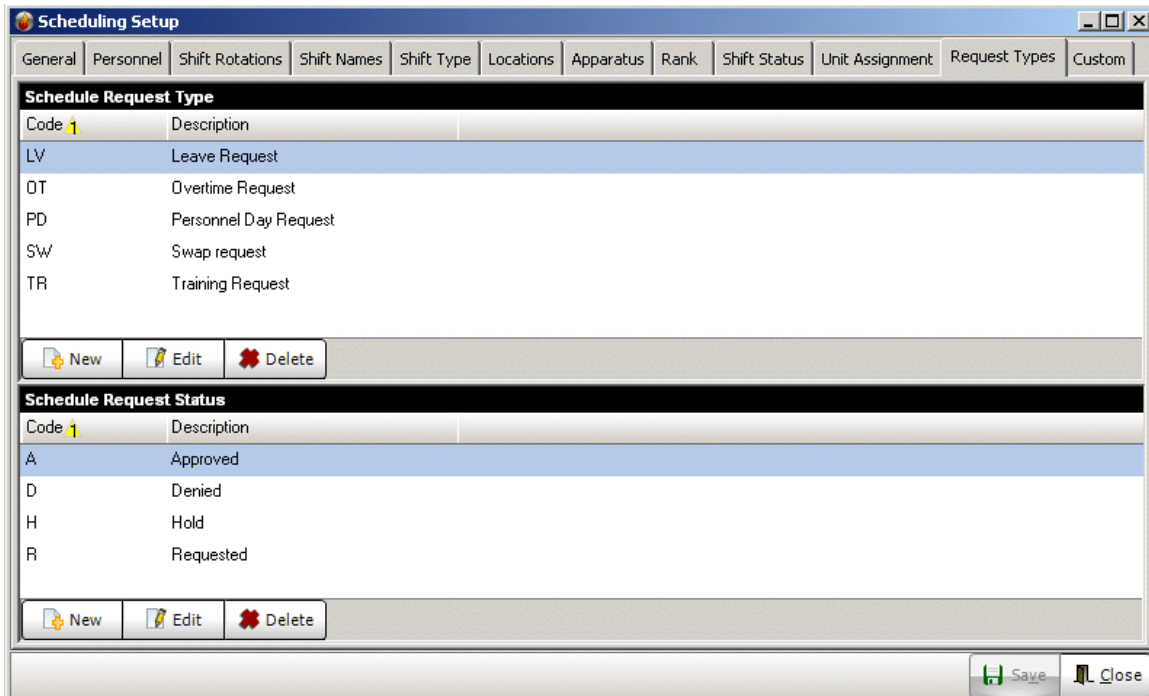 Scheduling Setup
General Personnel Shift Rotations Shift Names Shift Type Locations Apparatus Rank Shift Status Unit Assignment Request Types Custom
Schedule Request Type
Code 1 Description
LV Leave Request
OT Overtime Request
PD Personnel Day Request
SW Swap request
TR Training Request
New Edit Delete
Schedule Request Status
Code 1 Description
A Approved
D Denied
H Hold
R Requested
New Edit Delete
Save Close